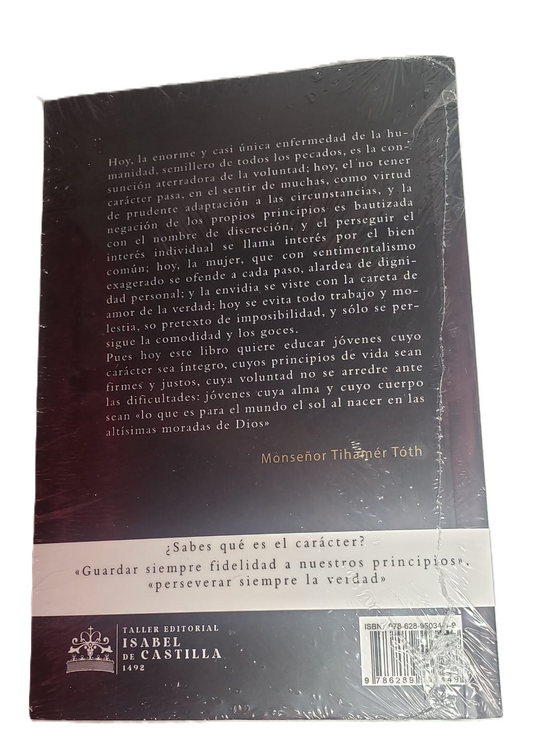 Hoy, la enorme y casi única enfermedad de la hu-
manidad, semillero de todos los pecados, es la con-
sunción aterradora de la voluntad; hoy, el no tener
carácter pasa, en el sentir de muchas, como virtud
de prudente adaptación a las circunstancias, y la
negación de los propios principios es bautizada
con el nombre de discreción, y el perseguir el
interés individual se llama interés por el bien
común; hoy, la mujer, que con sentimentalismo
exagerado se ofende a cada paso, alardea de digni-
dad personal; y la envidia se viste con la careta de
amor de la verdad; hoy se evita todo trabajo y mo-
lestia, so pretexto de imposibilidad, y sólo se per-
sigue la comodidad y los goces.
Pues hoy este libro quiere educar jóvenes cuyo
carácter sea íntegro, cuyos principios de vida sean
firmes y justos, cuya voluntad no se arredre ante
las dificultades: jóvenes cuya alma y cuyo cuerpo
sean «lo que es para el mundo el sol al nacer en las
altísimas moradas de Dios»
Monseñor Tihamér Tóth
¿Sabes qué es el carácter?
«Guardar siempre fidelidad a nuestros principios»,
«perseverar siempre la verdad»
TALLER EDITORIAL
ISABEL
DE CASTILLA
1492
ISBN:
9 786289